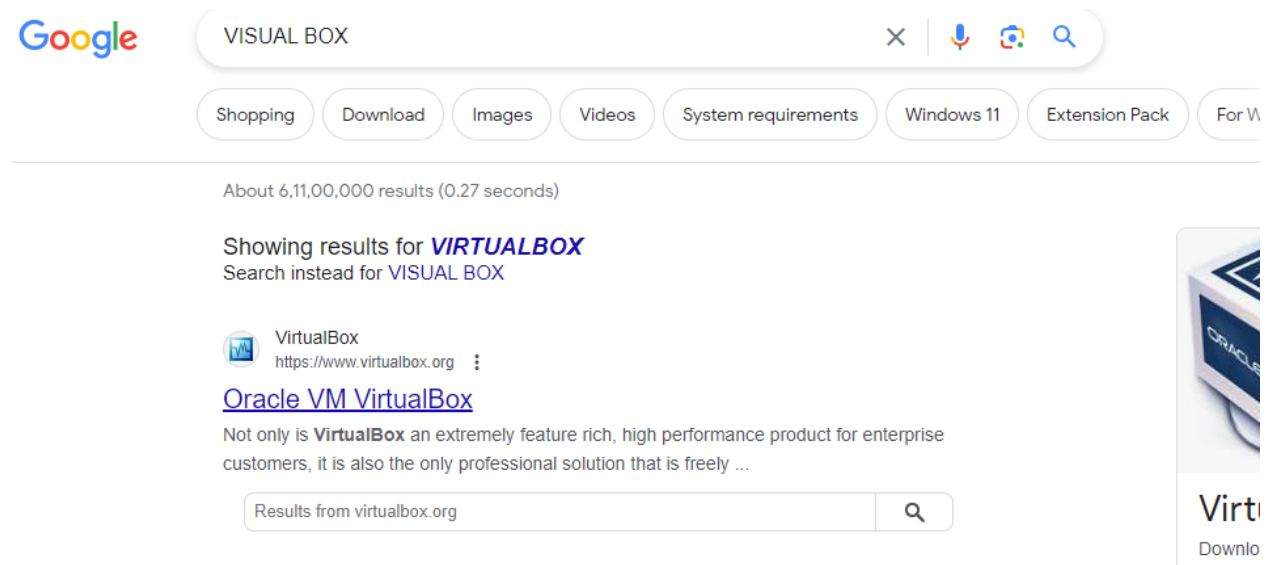 Google
VISUAL BOX
Shopping Download Images Videos System requirements Windows 11 Extension Pack For
About 6,11,00,000 results (0.27 seconds)
Showing results for VIRTUALBOX
Search instead for VISUAL BOX
VirtualBox
https://www.virtualbox.org
Oracle VM VirtualBox
Not only is VirtualBox an extremely feature rich, high performance product for enterprise
customers, it is also the only professional solution that is freely ...
Results from virtualbox.org
ORACLE